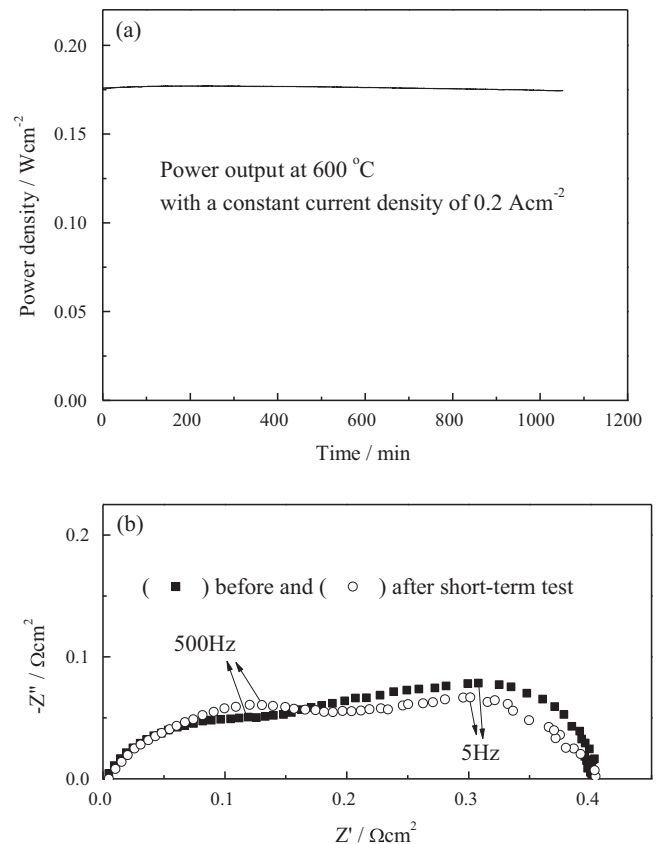 (a)
0.20
0.15
0.10
0.05
0.00
Power density / Wcm⁻²
Power output at 600 °C
with a constant current density of 0.2 Acm⁻²
0 200 400 600 800 1000 1200
Time / min
(b)
0.2
0.1
0.0
-Z'' / Ωcm²
( ■ ) before and ( ○ ) after short-term test
500Hz
5Hz
0.0 0.1 0.2 0.3 0.4
Z' / Ωcm²